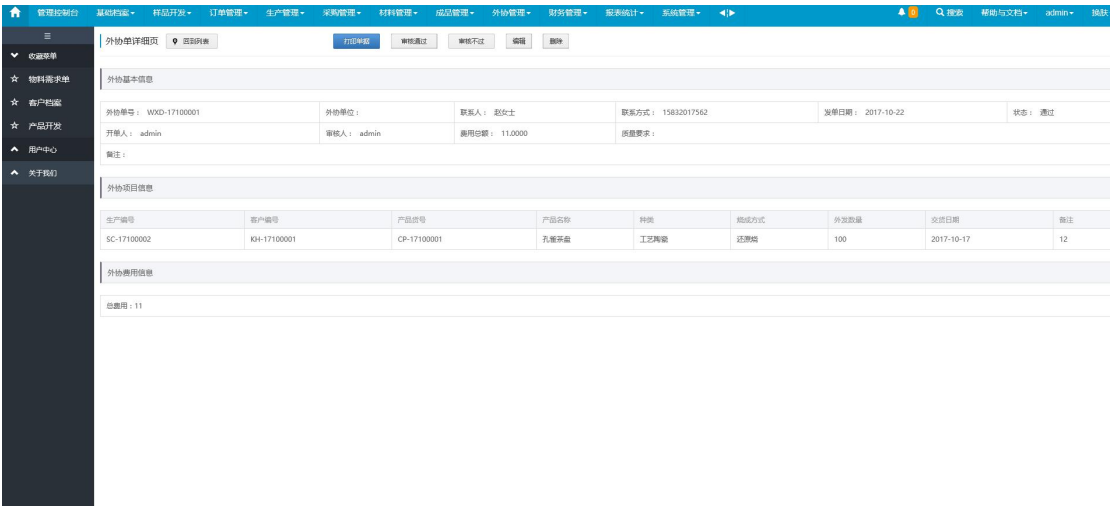 管理控制台 基础档案 样品开发 订单管理 生产管理 采购管理 材料管理 成品管理 外协管理 财务管理 报表统计 系统管理 0 搜索 帮助与文档 admin 换肤
收藏菜单
物料需求单
客户档案
产品开发
用户中心
关于我们
外协单详细页 回到列表 打印单据 审核通过 审核不过 编辑 删除
外协基本信息
外协单号： WXD-17100001 外协单位： 联系人： 赵女士 联系方式： 15832017562 发单日期： 2017-10-22 状态： 通过
开单人： admin 审核人： admin 费用总额： 11.0000 质量要求：
备注：
外协项目信息
生产编号 客户编号 产品货号 产品名称 种类 烧成方式 外发数量 交货日期 备注
SC-17100002 KH-17100001 CP-17100001 孔雀茶盘 工艺陶瓷 还原烧 100 2017-10-17 12
外协费用信息
总费用：11